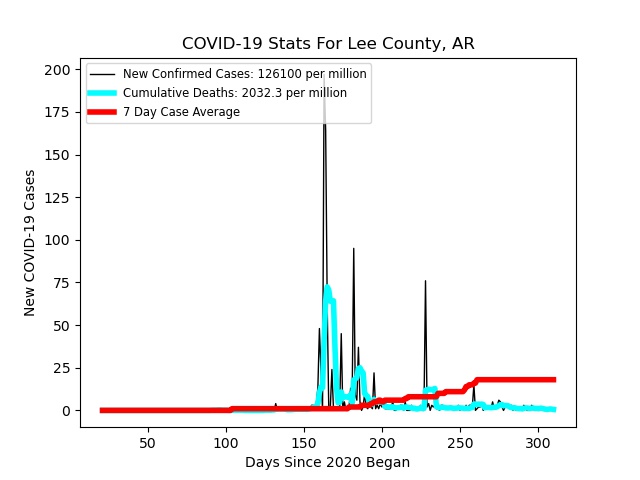 COVID-19 Stats For Lee County, AR
New Confirmed Cases: 126100 per million
Cumulative Deaths: 2032.3 per million
7 Day Case Average
New COVID-19 Cases
200
175
150
125
100
75
50
25
0
50
100
150
200
250
300
Days Since 2020 Began